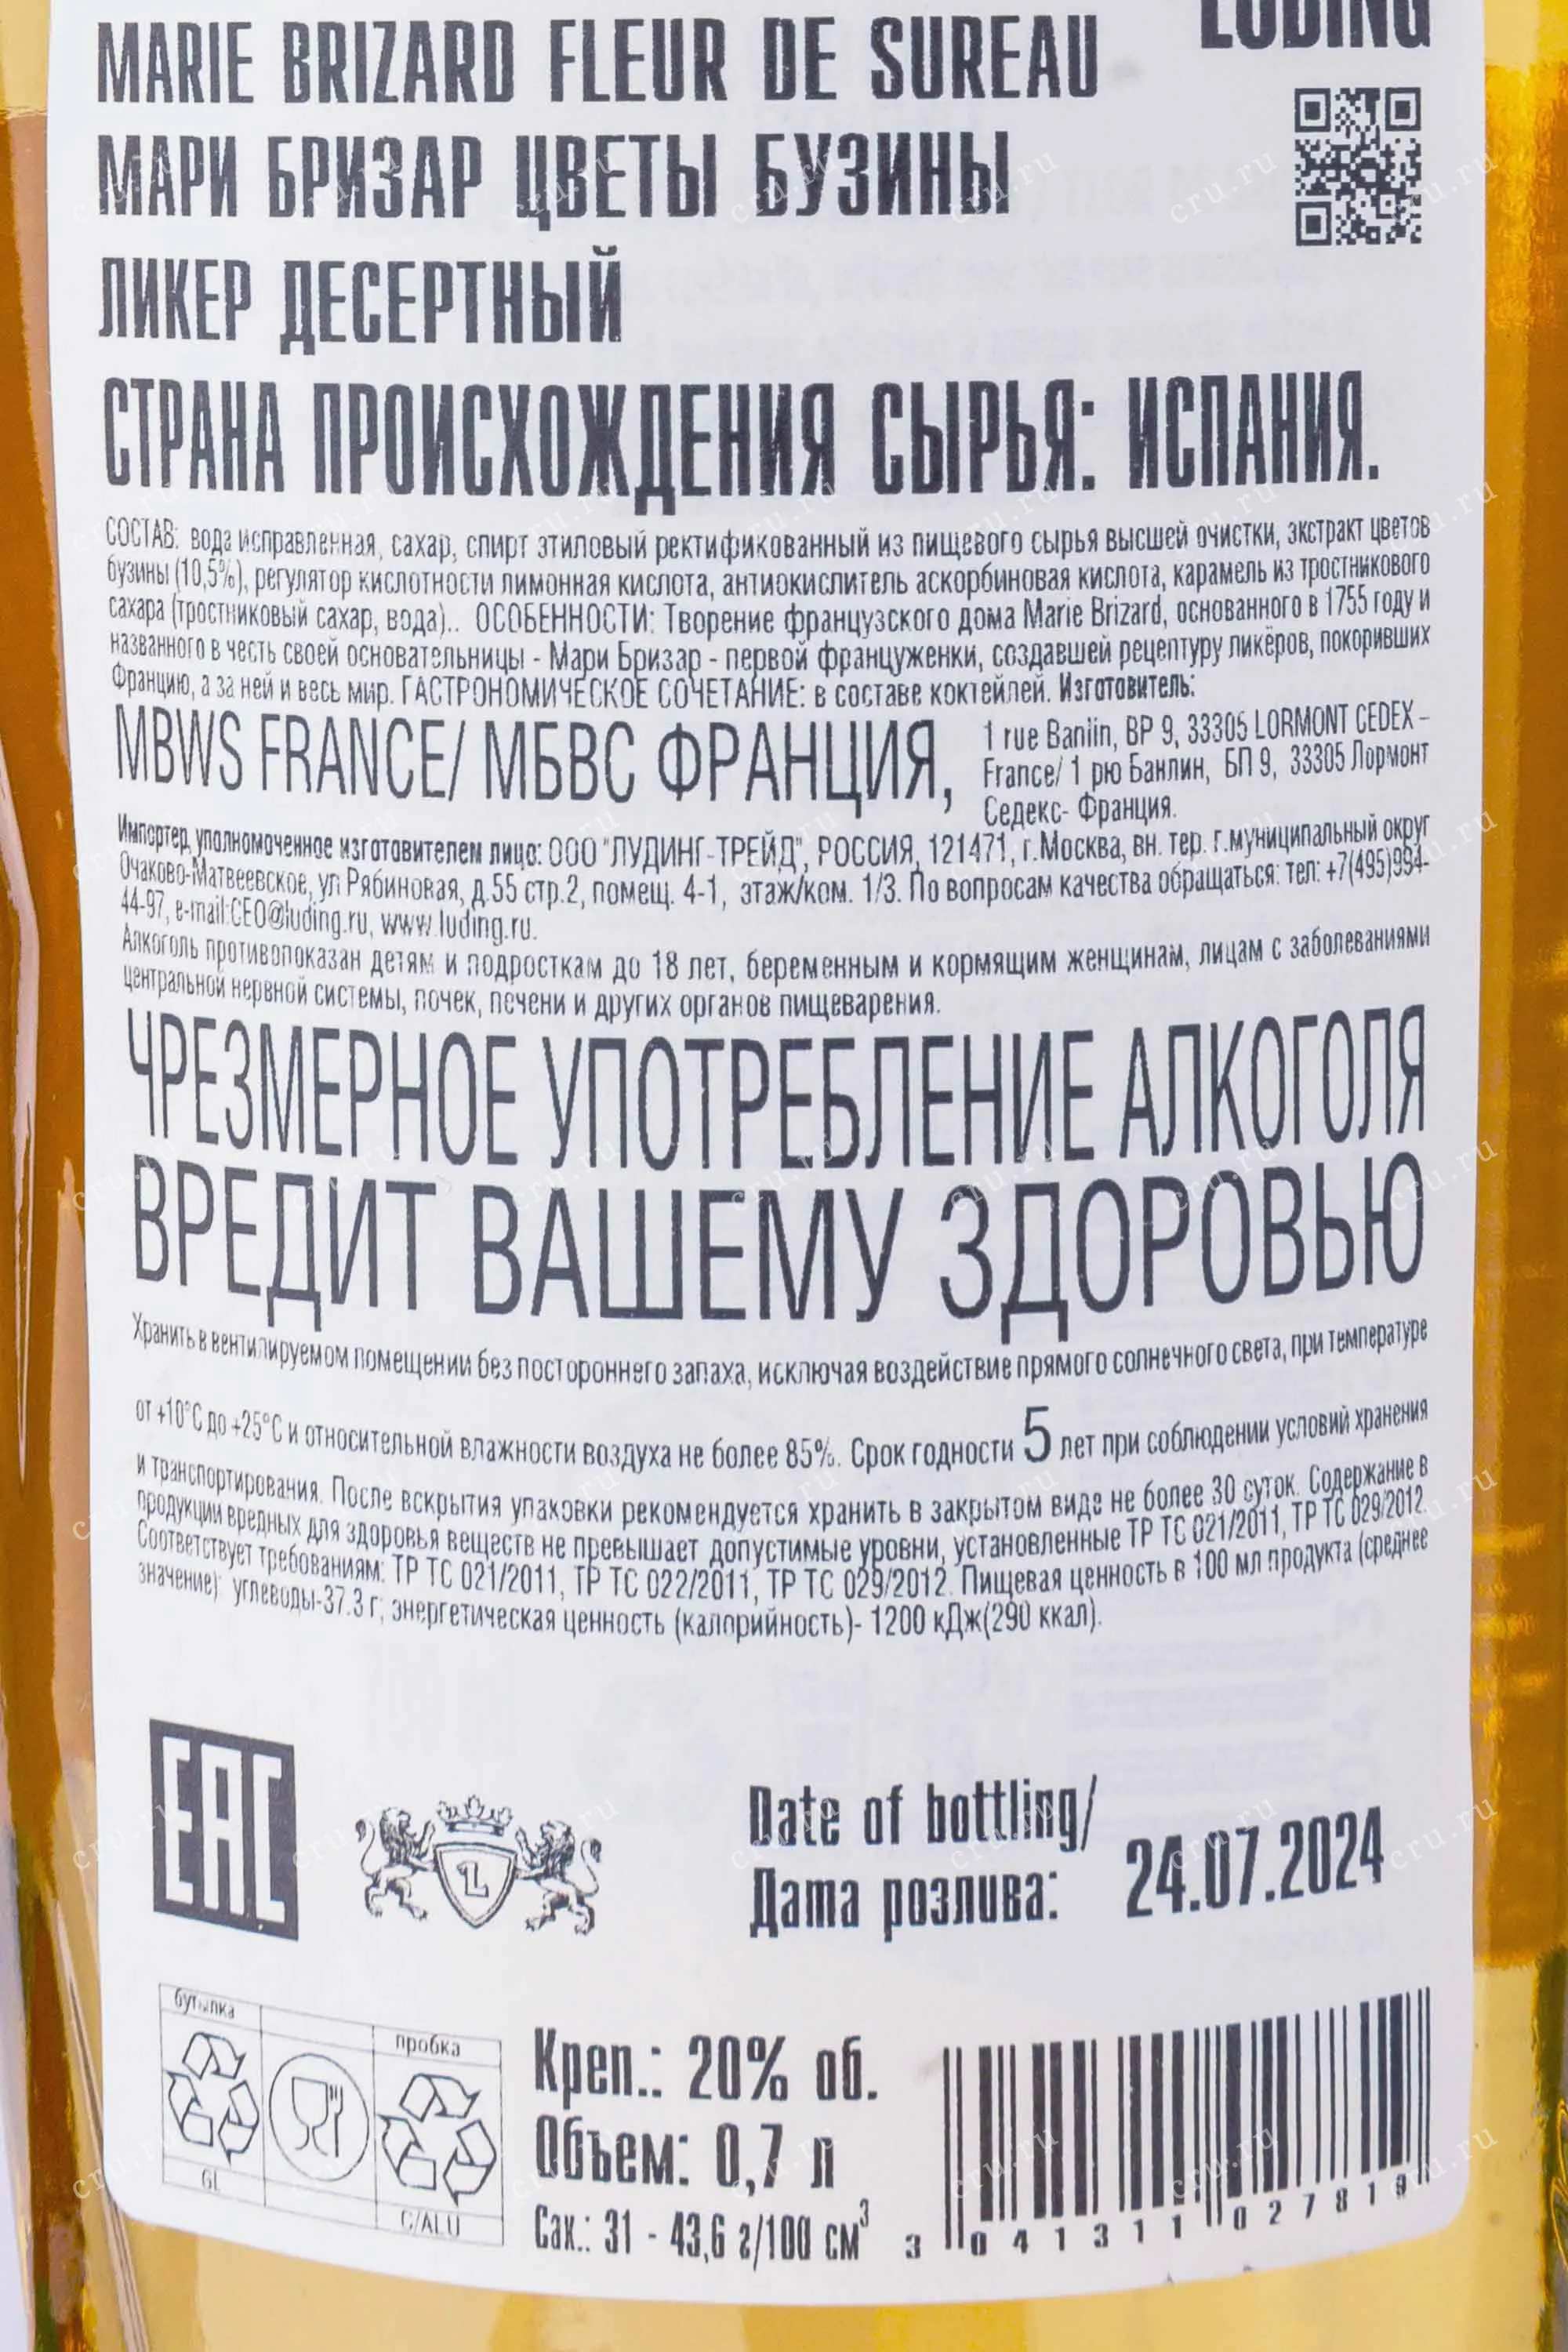 LUDING
MARIE BRIZARD FLEUR DE SUREAU
МАРИ БРИЗАР ЦВЕТЫ БУЗИНЫ
ЛИКЕР ДЕСЕРТНЫЙ
СТРАНА ПРОИСХОЖДЕНИЯ СЫРЬЯ: ИСПАНИЯ.
СОСТАВ: вода исправленная, сахар, спирт этиловый ректификованный из пищевого сырья высшей очистки, экстракт цветов
бузины (10,5%), регулятор кислотности лимонная кислота, антиокислитель аскорбиновая кислота, карамель из тростникового
сахара (тростниковый сахар, вода).. ОСОБЕННОСТИ: Творение французского дома Marie Brizard, основанного в 1755 году и
названного в честь своей основательницы - Мари Бризар - первой француженки, создавшей рецептуру ликёров, покоривших
Францию, а за ней и весь мир. ГАСТРОНОМИЧЕСКОЕ СОЧЕТАНИЕ: в составе коктейлей. Изготовитель:
MBWS FRANCE/ МБВС ФРАНЦИЯ,
1 rue Banlin, BP 9, 33305 LORMONT CEDEX –
France/ 1 рю Банлин, БП 9, 33305 Лормонт
Седекс- Франция.
Импортер, уполномоченное изготовителем лицо: ООО "ЛУДИНГ-ТРЕЙД", РОССИЯ, 121471, г.Москва, вн. тер. г.муниципальный округ
Очаково-Матвеевское, ул Рябиновая, д.55 стр.2, помещ. 4-1, этаж/ком. 1/3. По вопросам качества обращаться: тел: +7(495)994-
44-97, e-mail:CEO@luding.ru, www.luding.ru.
Алкоголь противопоказан детям и подросткам до 18 лет, беременным и кормящим женщинам, лицам с заболеваниями
центральной нервной системы, почек, печени и других органов пищеварения.
ЧРЕЗМЕРНОЕ УПОТРЕБЛЕНИЕ АЛКОГОЛЯ
ВРЕДИТ ВАШЕМУ ЗДОРОВЬЮ
Хранить в вентилируемом помещении без постороннего запаха, исключая воздействие прямого солнечного света, при температуре
от +10°С до +25°С и относительной влажности воздуха не более 85%. Срок годности 5 лет при соблюдении условий хранения
и транспортирования. После вскрытия упаковки рекомендуется хранить в закрытом виде не более 30 суток. Содержание в
продукции вредных для здоровья веществ не превышает допустимые уровни, установленные ТР ТС 021/2011, ТР ТС 029/2012.
Соответствует требованиям: ТР ТС 021/2011, ТР ТС 022/2011, ТР ТС 029/2012. Пищевая ценность в 100 мл продукта (среднее
значение): углеводы-37.3 г; энергетическая ценность (калорийность)- 1200 кДж(290 ккал).
EAC
L
Date of bottling/
Дата розлива:
24.07.2024
бутылка
пробка
GL
C/ALU
Креп.: 20% об.
Объем: 0,7 л
Сах.: 31 - 43,6 г/100 см³
3 041311 027819
cru.ru